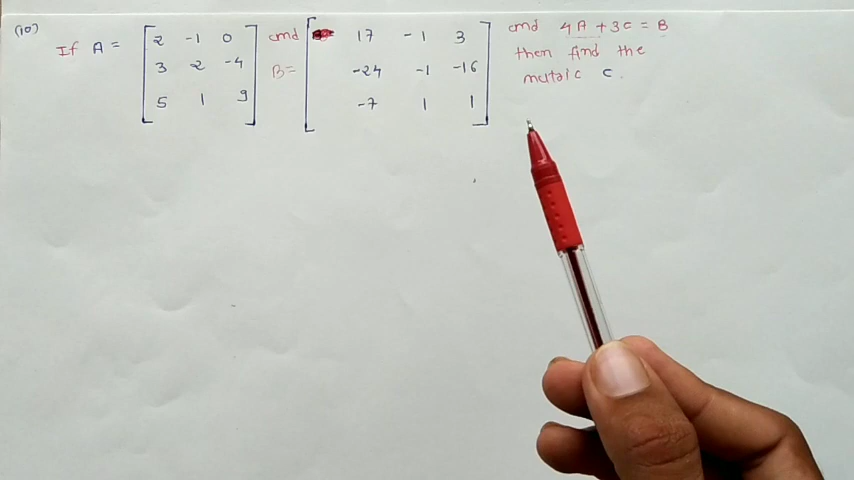 (10)
If A = [ 2 -1 0 ] and B = [ 17 -1 3 ] and 4A + 3C = B
3 2 -4 -24 -1 -16 then find the
5 1 9 -7 1 1 matric C.